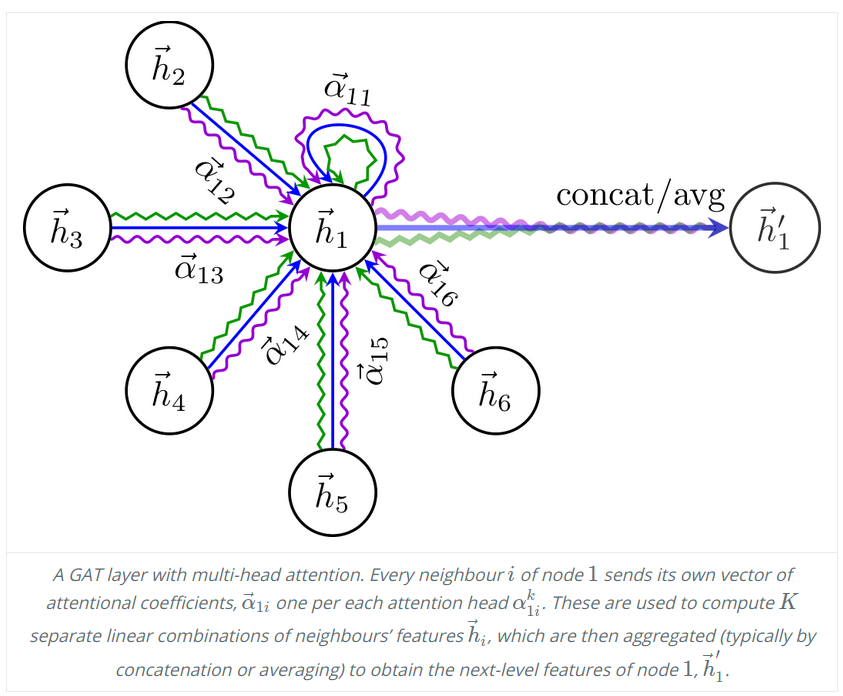 $\vec{h}_2$
$\vec{\alpha}_{11}$
$\vec{\alpha}_{12}$
concat/avg
$\vec{h}_3$
$\vec{h}_1$
$\vec{h}_1'$
$\vec{\alpha}_{13}$
$\vec{\alpha}_{16}$
$\vec{\alpha}_{14}$
$\vec{\alpha}_{15}$
$\vec{h}_4$
$\vec{h}_6$
$\vec{h}_5$
A GAT layer with multi-head attention. Every neighbour $i$ of node 1 sends its own vector of
attentional coefficients, $\vec{\alpha}_{1i}$ one per each attention head $\alpha_{1i}^k$. These are used to compute $K$
separate linear combinations of neighbours’ features $\vec{h}_i$, which are then aggregated (typically by
concatenation or averaging) to obtain the next-level features of node 1, $\vec{h}_1'$.